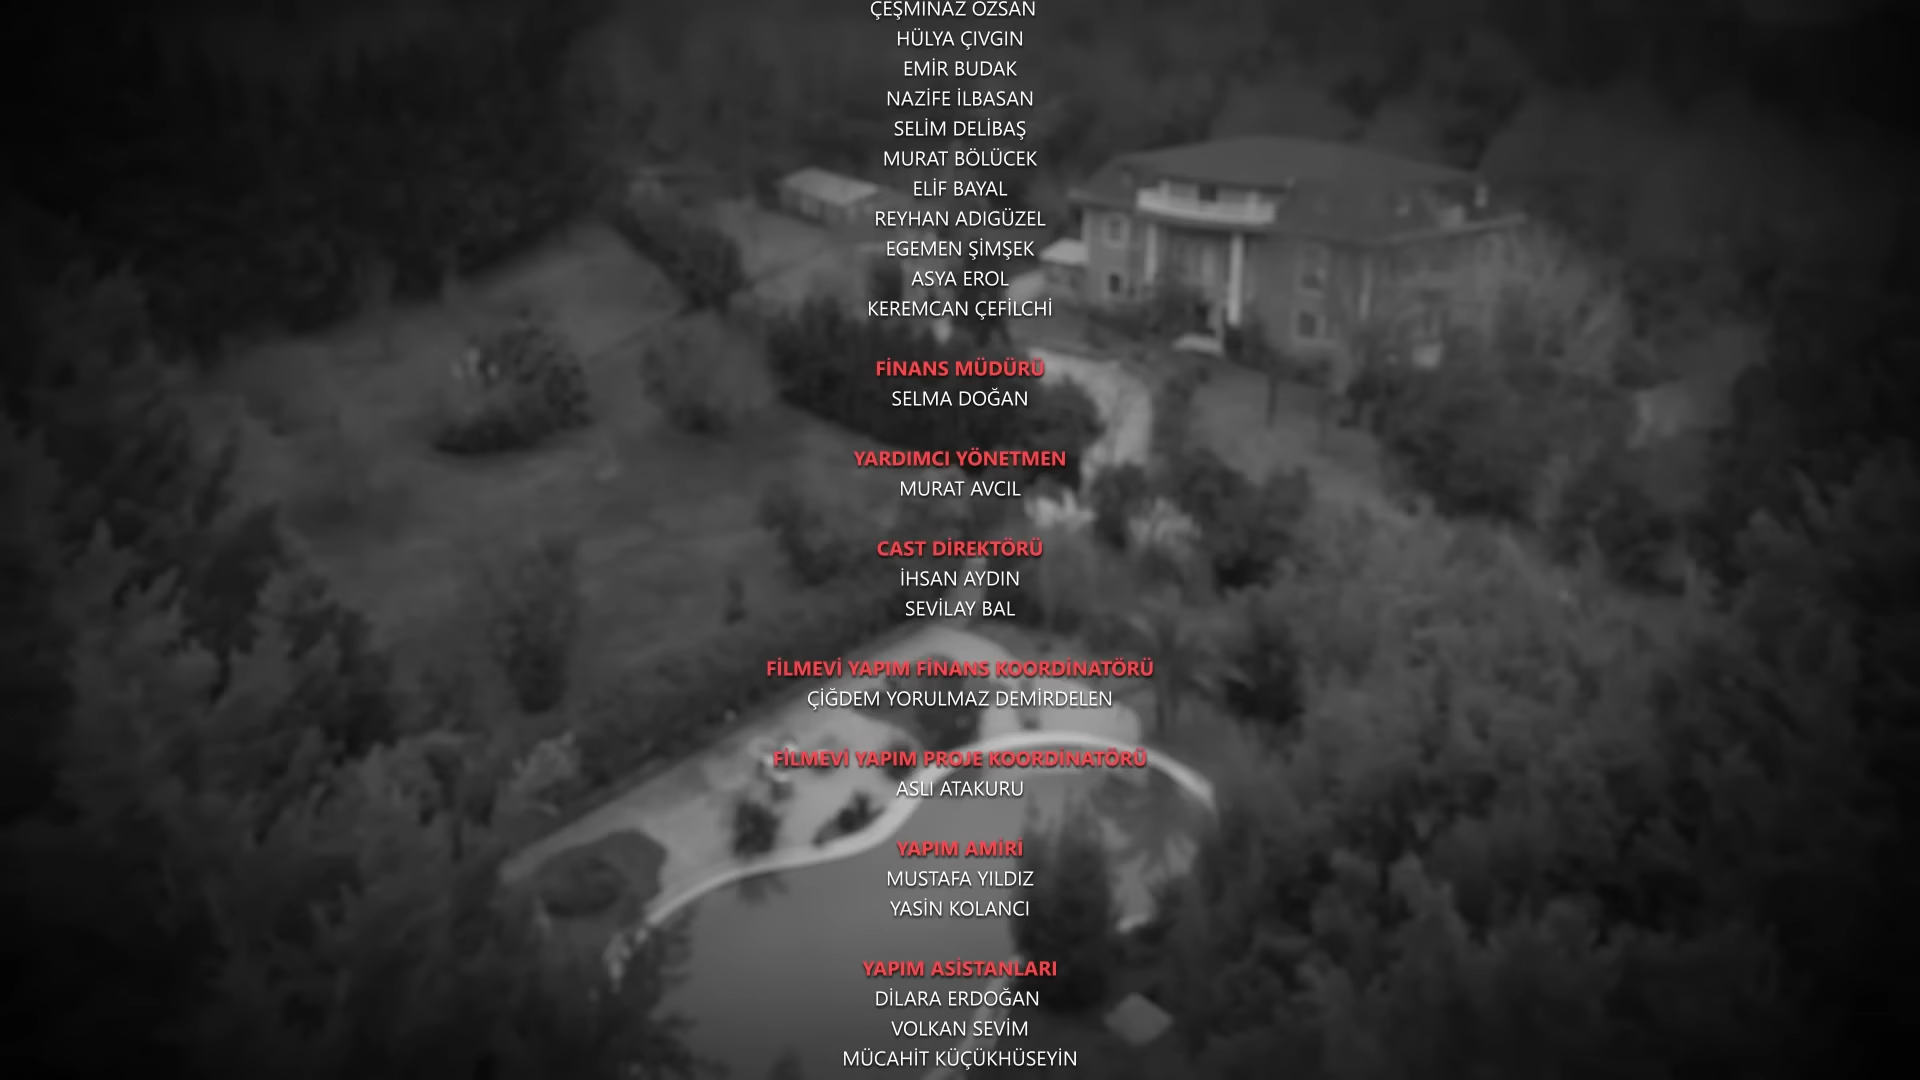 ÇEŞMİNAZ ÖZSAN
HÜLYA ÇIVGIN
EMİR BUDAK
NAZİFE İLBASAN
SELİM DELİBAŞ
MURAT BÖLÜCEK
ELİF BAYAL
REYHAN ADIGÜZEL
EGEMEN ŞİMŞEK
ASYA EROL
KEREMCAN ÇEFİLCHİ
FİNANS MÜDÜRÜ
SELMA DOĞAN
YARDIMCI YÖNETMEN
MURAT AVCIL
CAST DİREKTÖRÜ
İHSAN AYDIN
SEVİLAY BAL
FİLMEVİ YAPIM FİNANS KOORDİNATÖRÜ
ÇİĞDEM YORULMAZ DEMİRDELEN
FİLMEVİ YAPIM PROJE KOORDİNATÖRÜ
ASLI ATAKURU
YAPIM AMİRİ
MUSTAFA YILDIZ
YASİN KOLANCI
YAPIM ASİSTANLARI
DİLARA ERDOĞAN
VOLKAN SEVİM
MÜCAHİT KÜÇÜKHÜSEYİN